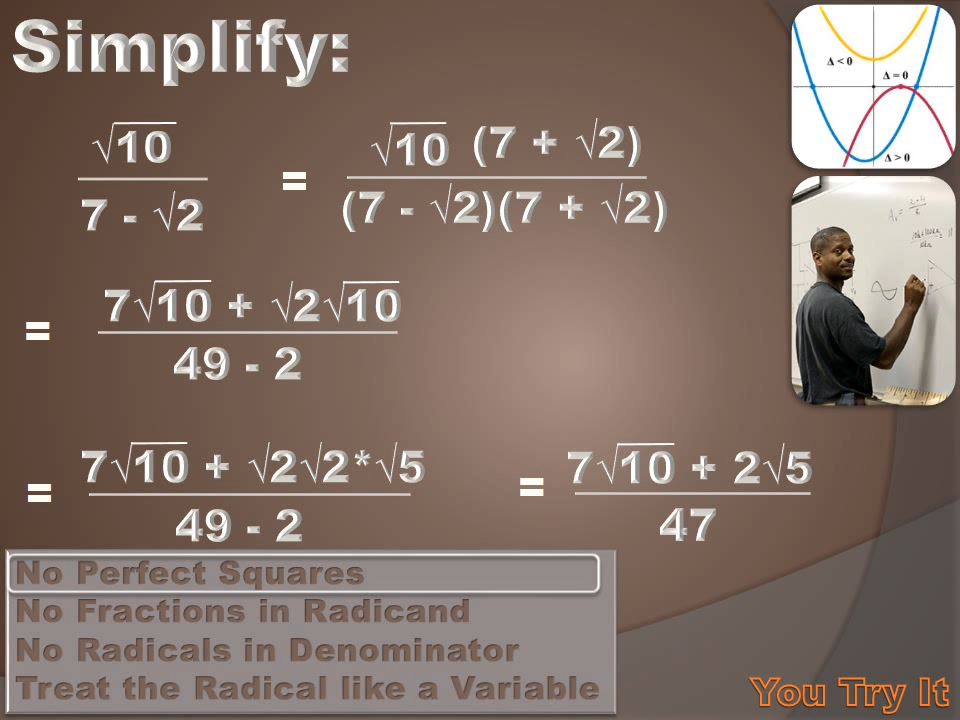 Simplify:
√10
7 - √2
=
√10 (7 + √2)
(7 - √2)(7 + √2)
=
7√10 + √2√10
49 - 2
=
7√10 + √2√2*√5
49 - 2
=
7√10 + 2√5
47
No Perfect Squares
No Fractions in Radicand
No Radicals in Denominator
Treat the Radical like a Variable
You Try It
Δ < 0
Δ = 0
Δ > 0